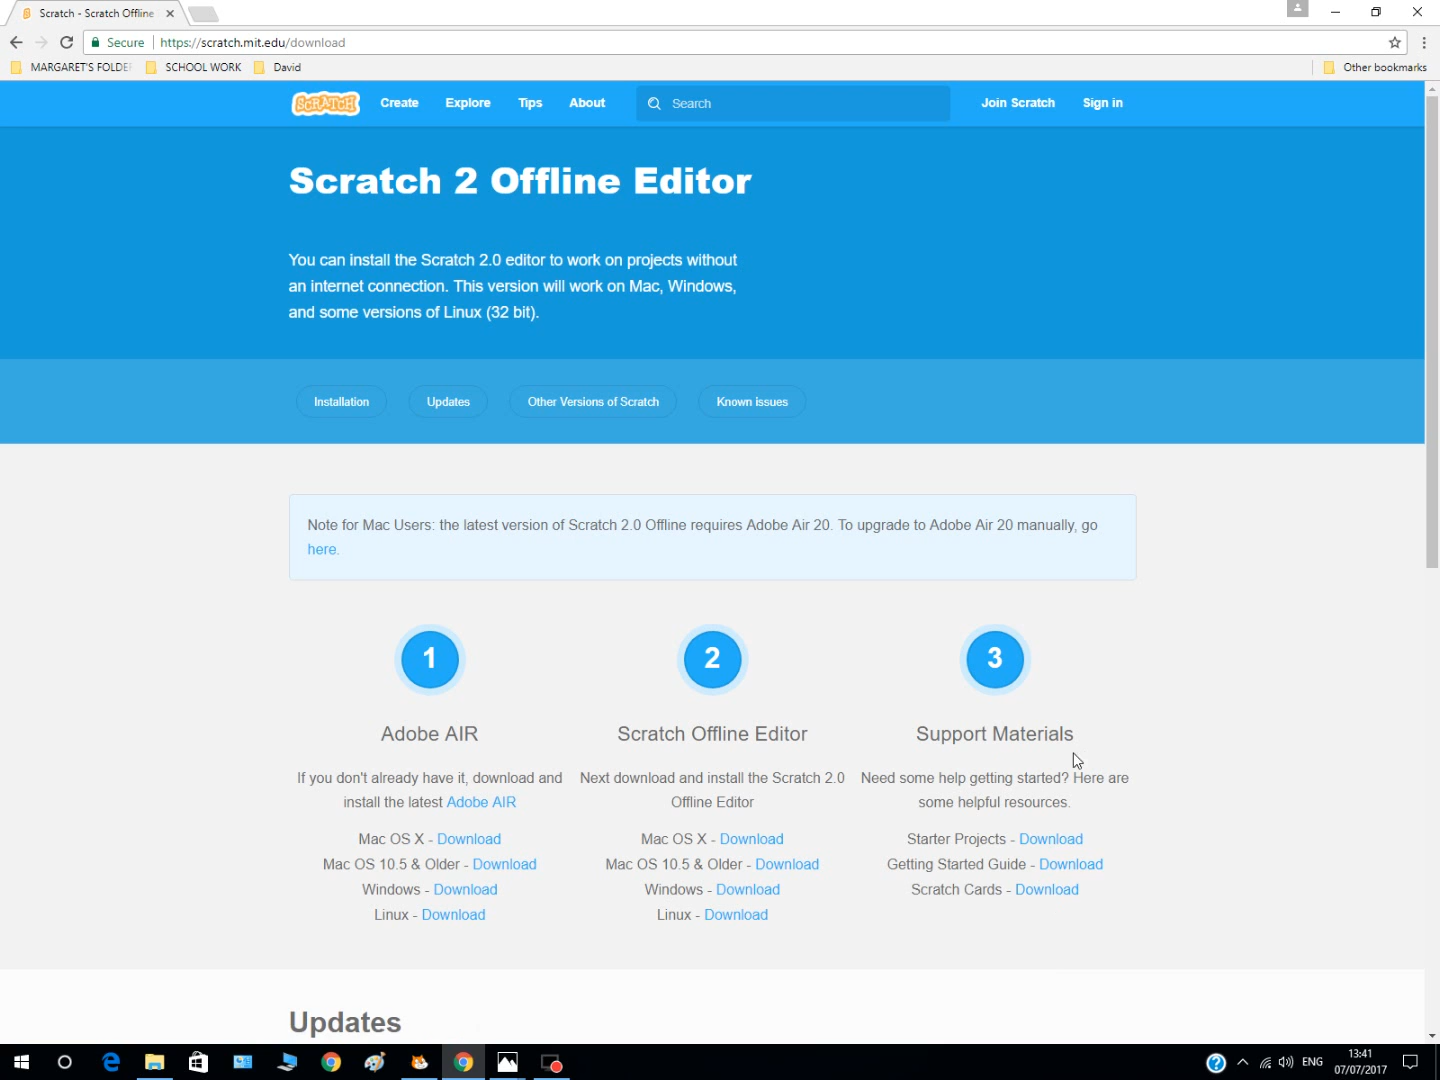 Scratch - Scratch Offline
Secure https://scratch.mit.edu/download
MARGARET'S FOLDE SCHOOL WORK David Other bookmarks
SCRATCH Create Explore Tips About Search Join Scratch Sign in
Scratch 2 Offline Editor
You can install the Scratch 2.0 editor to work on projects without
an internet connection. This version will work on Mac, Windows,
and some versions of Linux (32 bit).
Installation Updates Other Versions of Scratch Known issues
Note for Mac Users: the latest version of Scratch 2.0 Offline requires Adobe Air 20. To upgrade to Adobe Air 20 manually, go
here.
1 2 3
Adobe AIR
If you don't already have it, download and
install the latest Adobe AIR
Mac OS X - Download
Mac OS 10.5 & Older - Download
Windows - Download
Linux - Download
Scratch Offline Editor
Next download and install the Scratch 2.0
Offline Editor
Mac OS X - Download
Mac OS 10.5 & Older - Download
Windows - Download
Linux - Download
Support Materials
Need some help getting started? Here are
some helpful resources.
Starter Projects - Download
Getting Started Guide - Download
Scratch Cards - Download
Updates
ENG
13:41
07/07/2017